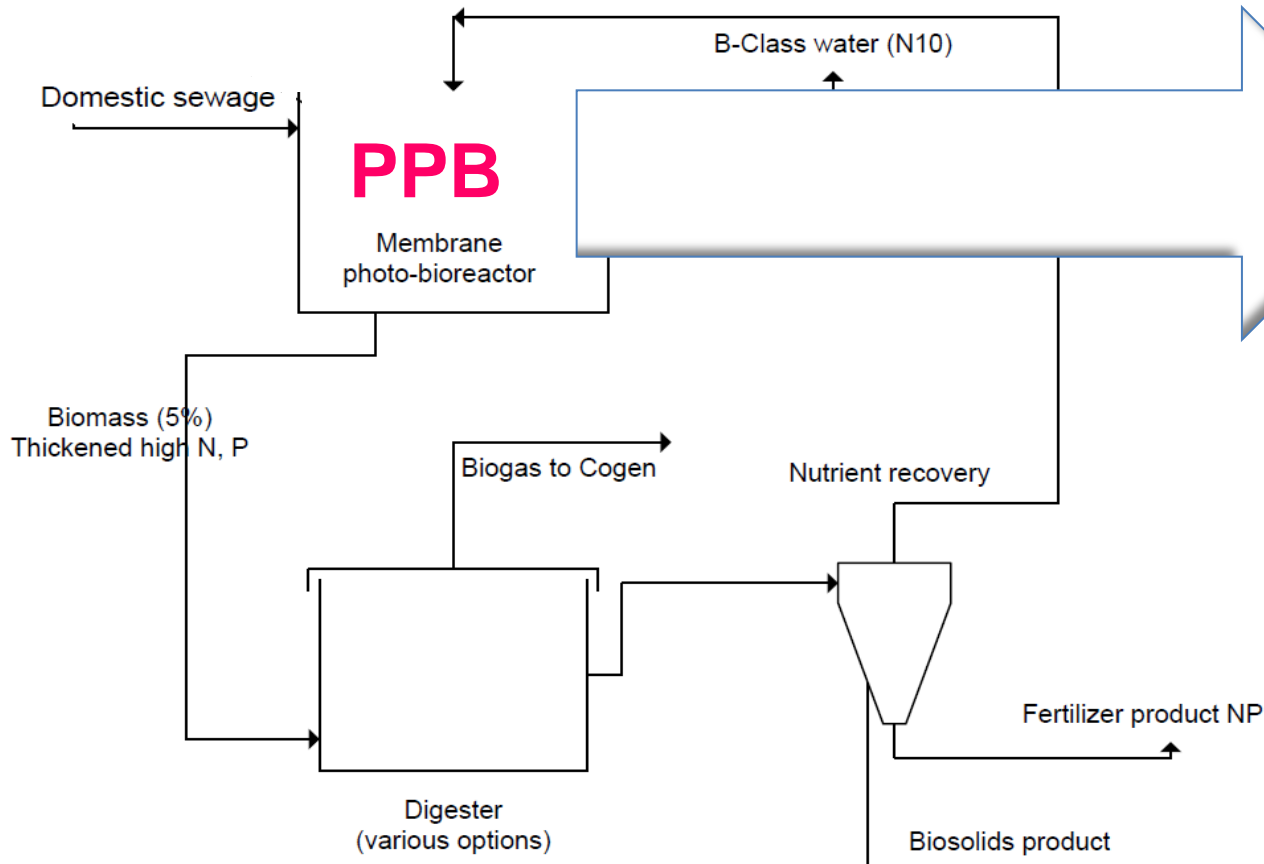 B-Class water (N10)
Domestic sewage
PPB
Membrane
photo-bioreactor
Biomass (5%)
Thickened high N, P
Biogas to Cogen
Nutrient recovery
Fertilizer product NP
Digester
(various options)
Biosolids product